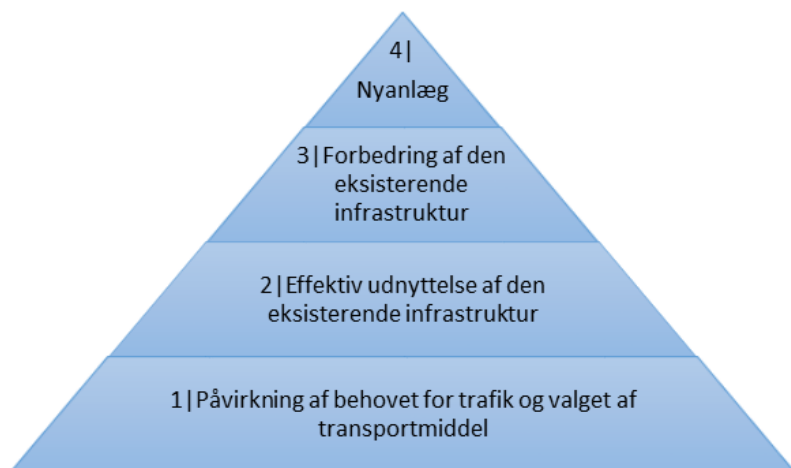 4|
Nyanlæg
3|Forbedring af den
eksisterende
infrastruktur
2|Effektiv udnyttelse af den
eksisterende infrastruktur
1|Påvirkning af behovet for trafik og valget af
transportmiddel